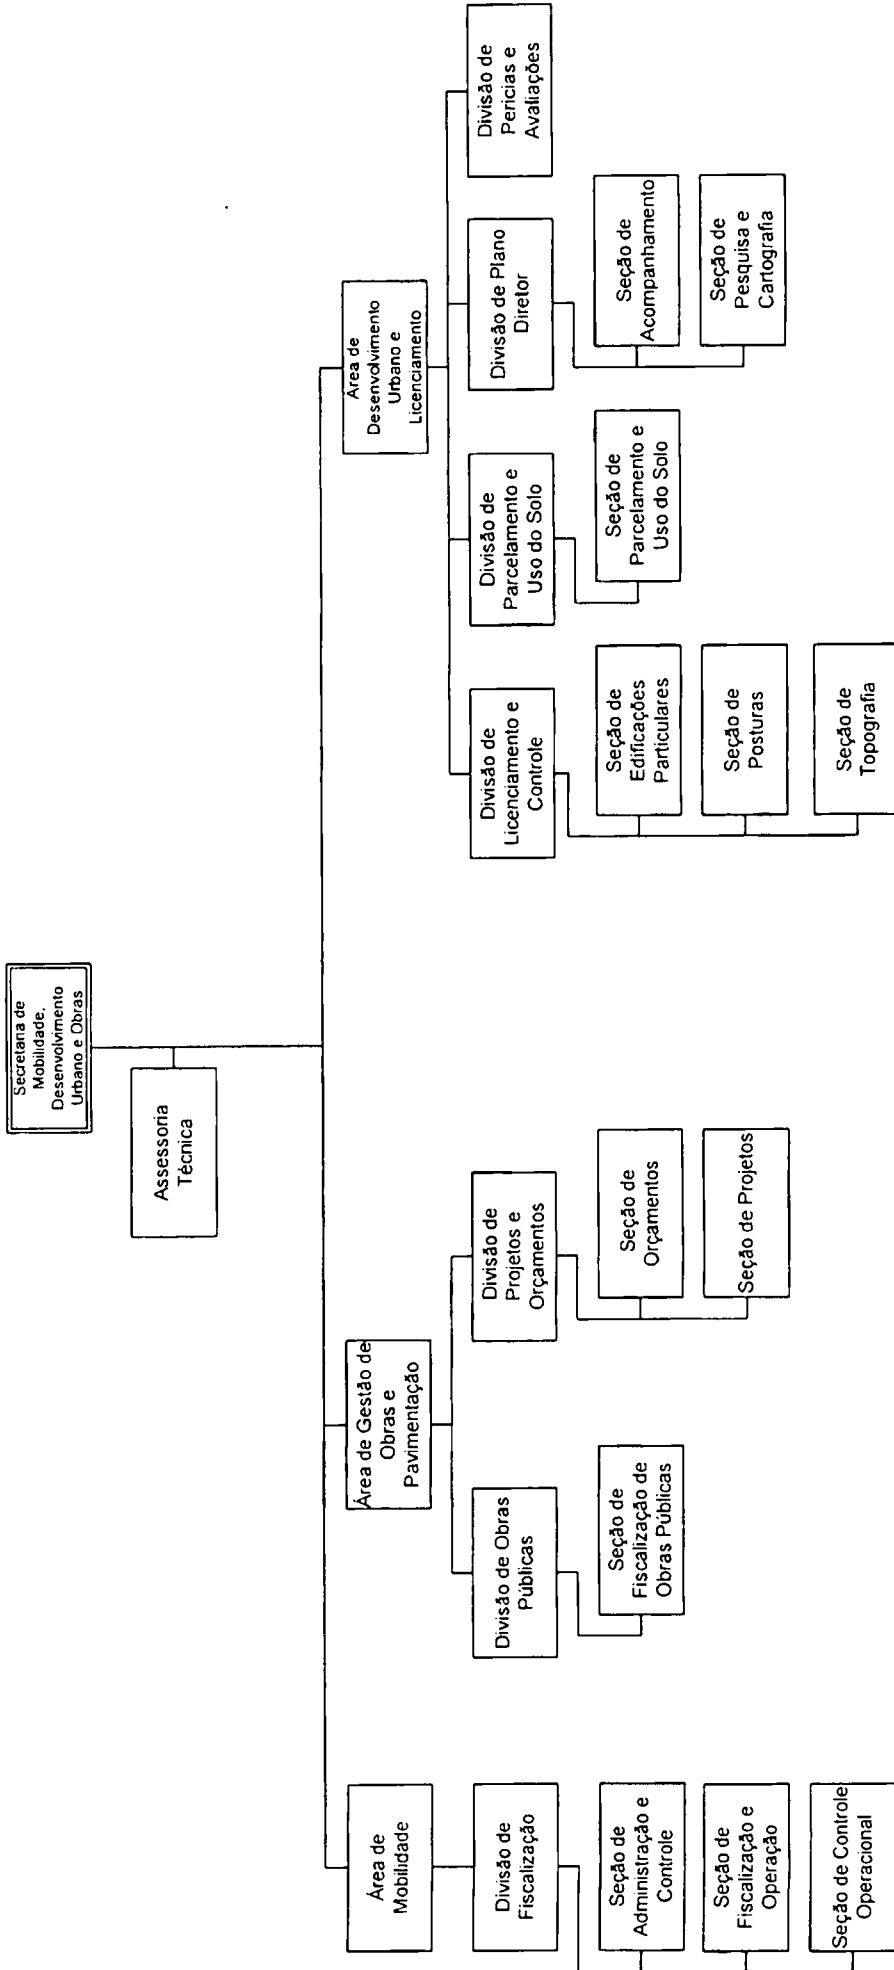 Secretana de
Mobilidade,
Desenvolvimento
Urbano e Obras
Assessoria
Técnica
Área de
Mobilidade
Divisão de
Fiscalização
Seção de
Administração e
Controle
Seção de
Fiscalização e
Operação
Seção de Controle
Operacional
Área de Gestão de
Obras e
Pavimentação
Divisão de Obras
Públicas
Seção de
Fiscalização de
Obras Públicas
Divisão de
Projetos e
Orçamentos
Seção de
Orçamentos
Seção de Projetos
Area de
Desenvolvimento
Urbano e
Licenciamento
Divisão de
Licenciamento e
Controle
Seção de
Edificações
Particulares
Seção de
Posturas
Seção de
Topografia
Divisão de
Parcelamento e
Uso do Solo
Seção de
Parcelamento e
Uso do Solo
Divisão de Plano
Diretor
Seção de
Acompanhamento
Seção de
Pesquisa e
Cartografia
Divisão de
Pericias e
Avaliações